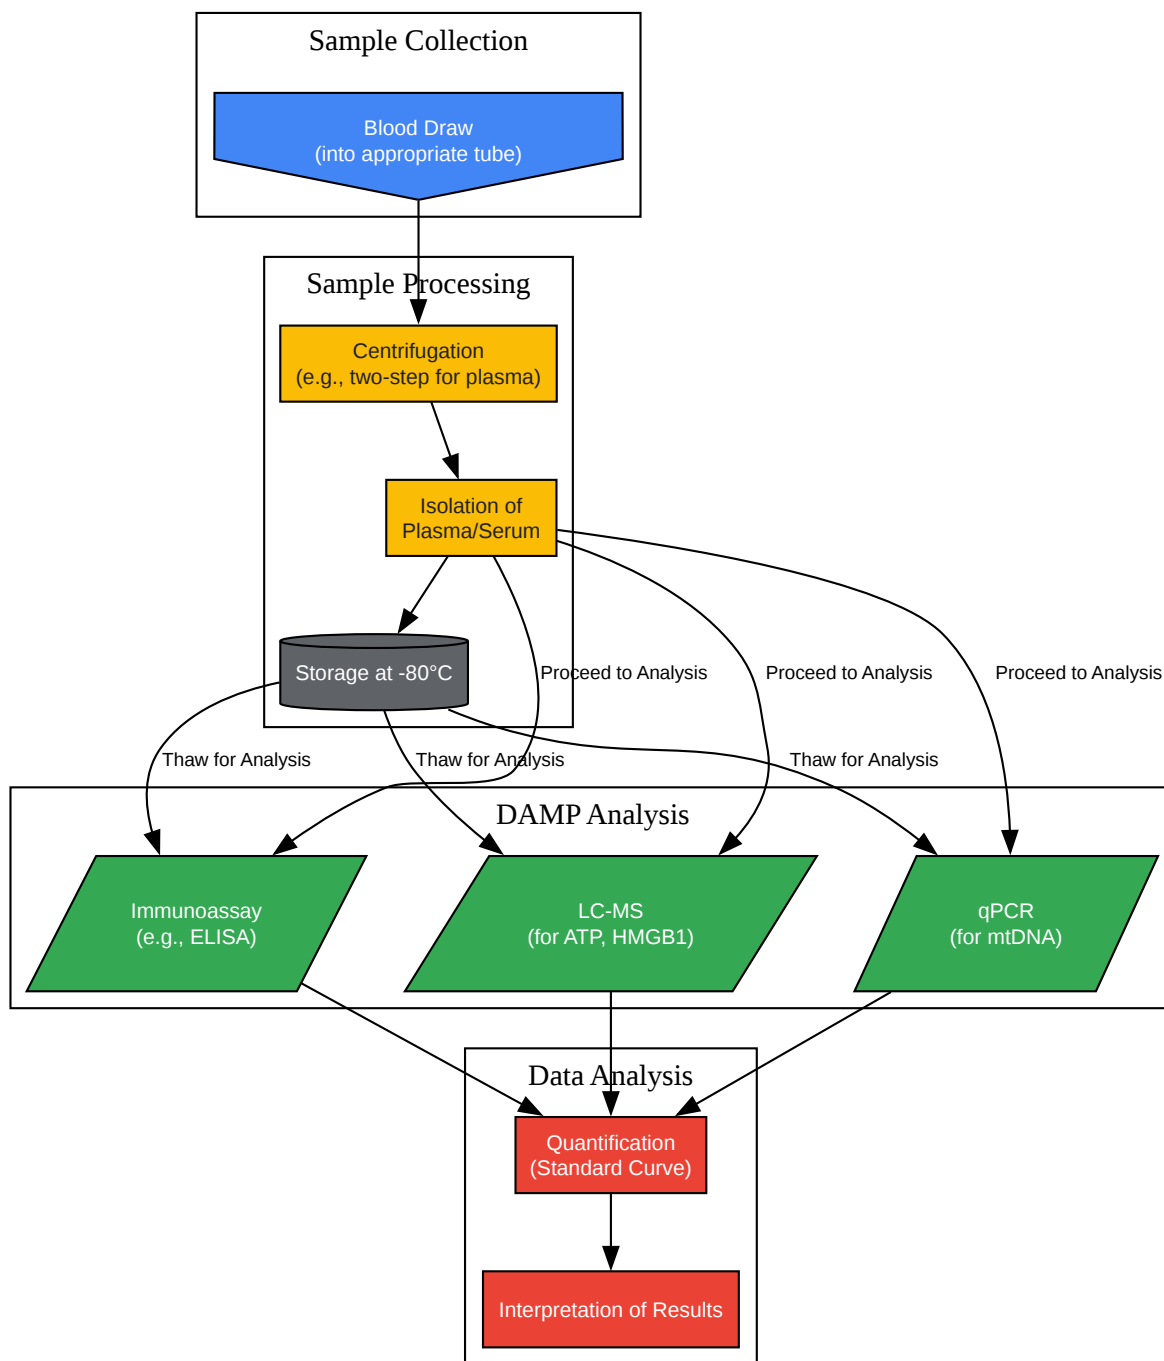 Sample Collection
Blood Draw
(into appropriate tube)
Sample Processing
Centrifugation
(e.g., two-step for plasma)
Isolation of
Plasma/Serum
Storage at -80°C
Proceed to Analysis
Proceed to Analysis
Proceed to Analysis
Thaw for Analysis
Thaw for Analysis
Thaw for Analysis
DAMP Analysis
Immunoassay
(e.g., ELISA)
LC-MS
(for ATP, HMGB1)
qPCR
(for mtDNA)
Data Analysis
Quantification
(Standard Curve)
Interpretation of Results